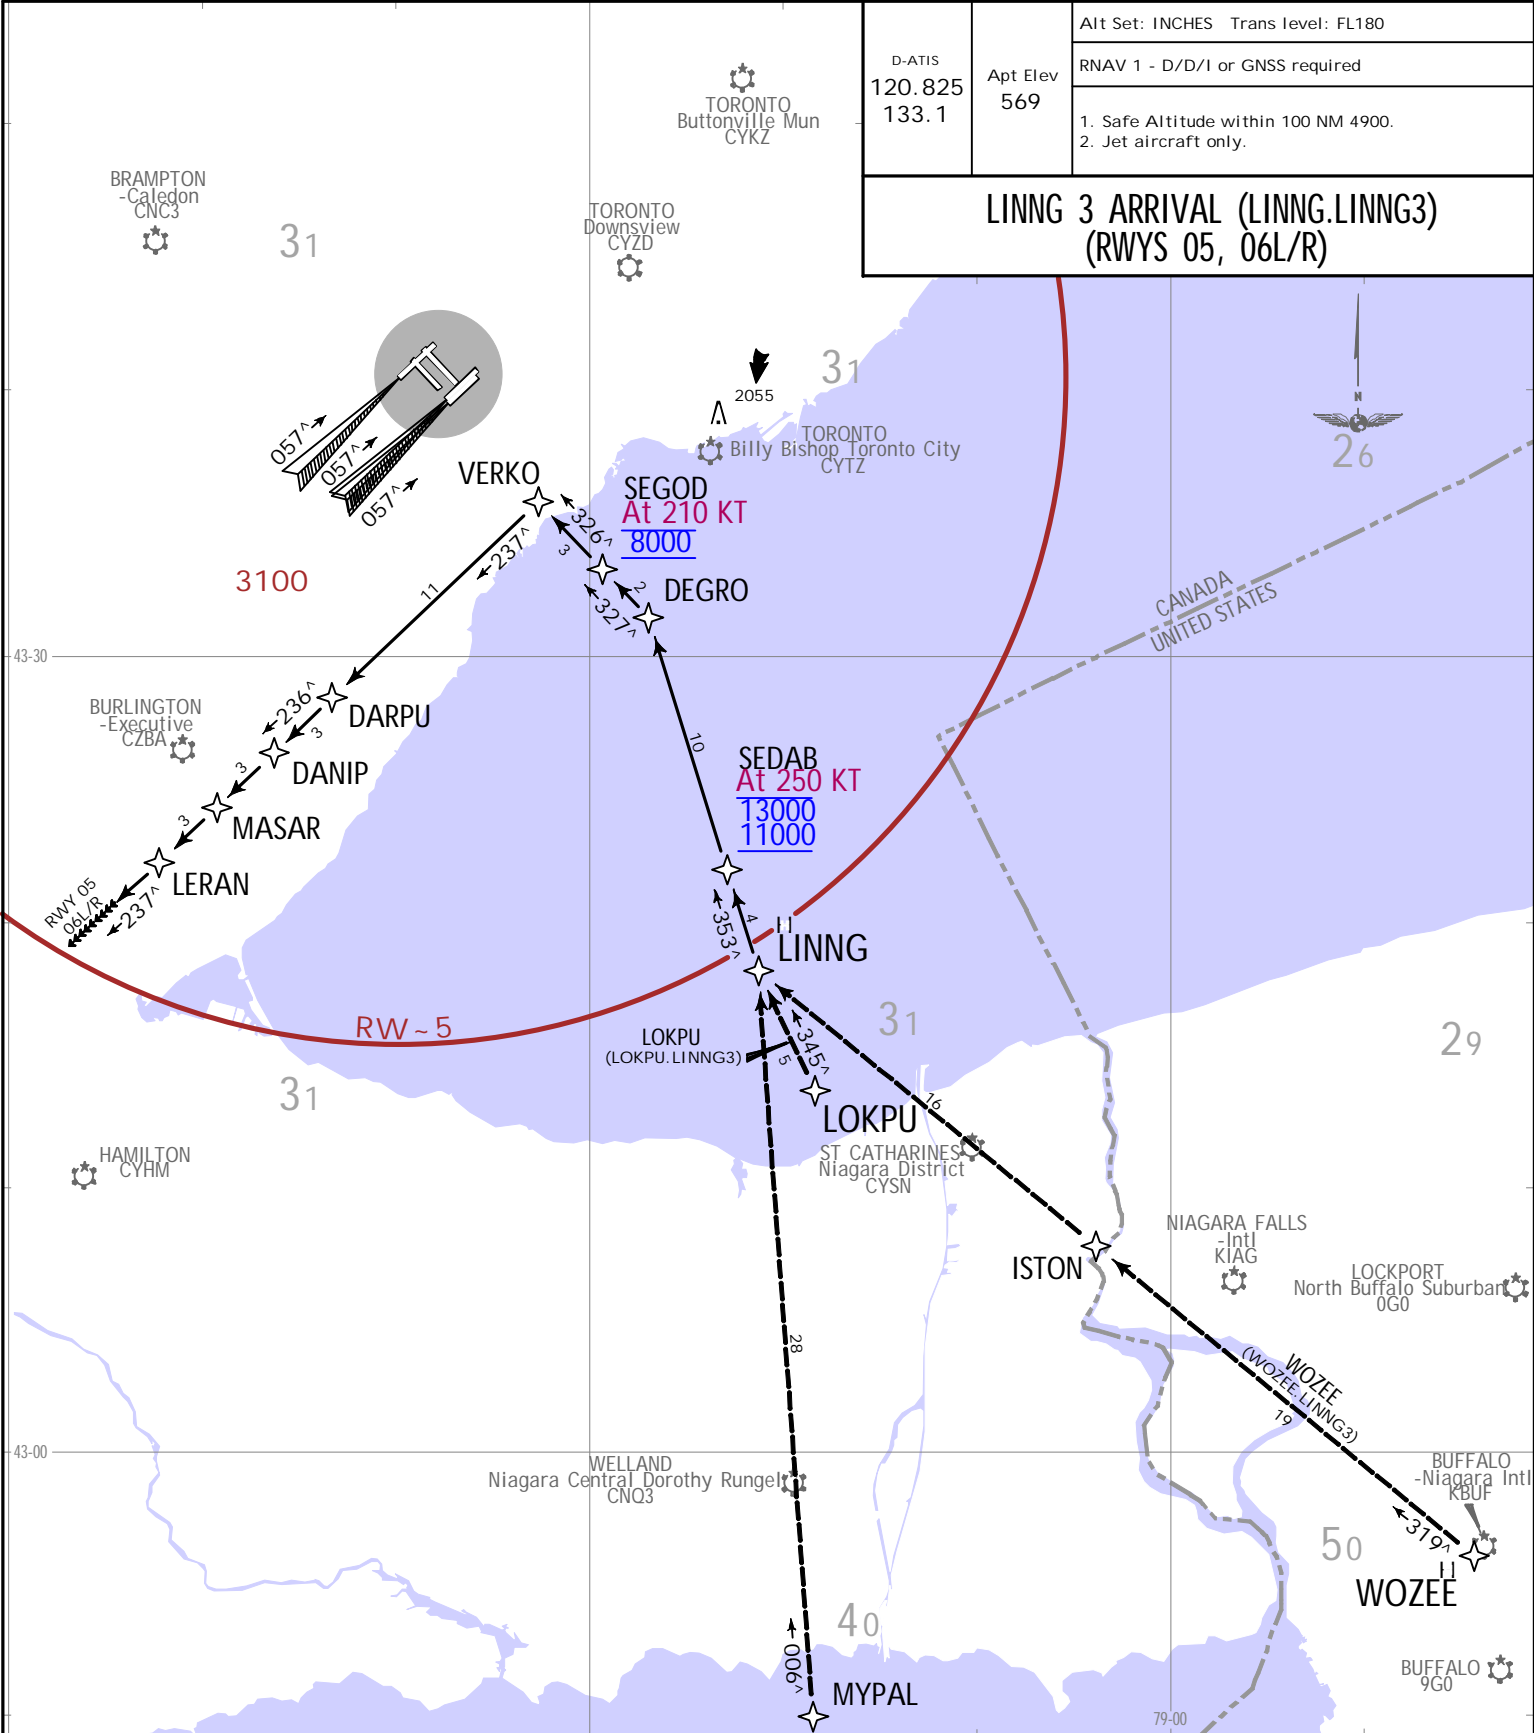 D-ATIS
120.825
133.1
Apt Elev
569
Alt Set: INCHES Trans level: FL180
RNAV 1 - D/D/I or GNSS required
1. Safe Altitude within 100 NM 4900.
2. Jet aircraft only.
LINNG 3 ARRIVAL (LINNG.LINNG3)
(RWYS 05, 06L/R)
TORONTO
Buttonville Mun
CYKZ
BRAMPTON
-Caledon
CNC3
31
TORONTO
Downsview
CYZD
31
2055
TORONTO
Billy Bishop Toronto City
CYTZ
N
26
057^
057^
057^
VERKO
326^
3
SEGOD
At 210 KT
8000
237^
2
DEGRO
327^
11
3100
CANADA
UNITED STATES
43-30
236^
DARPU
3
BURLINGTON
-Executive
CZBA
DANIP
3
MASAR
3
LERAN
RWY 05
06L/R
237^
10
SEDAB
At 250 KT
13000
11000
353^
4
H
LINNG
RW~5
31
29
LOKPU
(LOKPU.LINNG3)
345^
5
LOKPU
16
31
HAMILTON
CYHM
ST CATHARINES
Niagara District
CYSN
NIAGARA FALLS
-Intl
KIAG
ISTON
LOCKPORT
North Buffalo Suburban
0G0
28
WOZEE
(WOZEE.LINNG3)
19
43-00
WELLAND
Niagara Central Dorothy Rungel
CNQ3
BUFFALO
-Niagara Intl
KBUF
319^
50
H
WOZEE
40
006^
MYPAL
BUFFALO
9G0
79-00